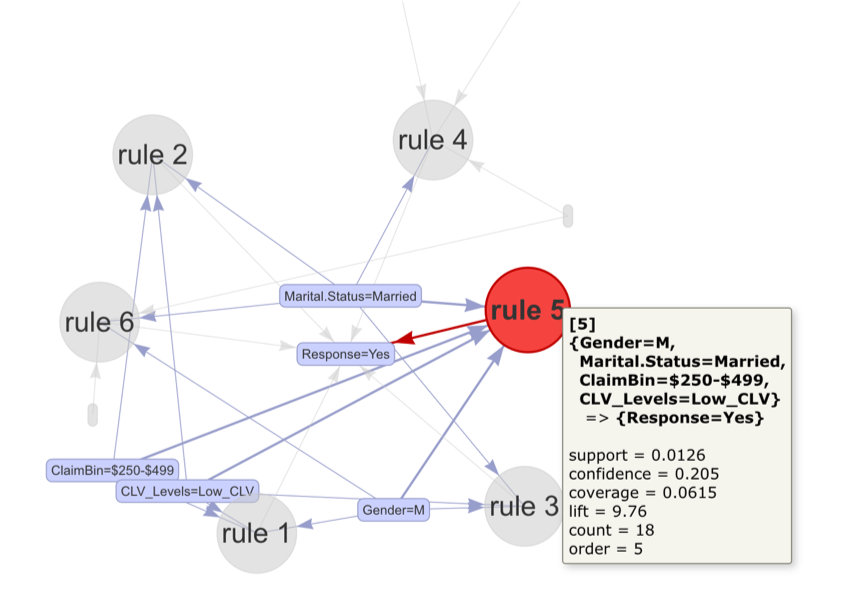 rule 4
rule 2
Marital.Status=Married
rule 5
rule 6
Response=Yes
[5]
{Gender=M,
Marital.Status=Married,
ClaimBin=$250-$499,
CLV_Levels=Low_CLV}
=> {Response=Yes}
support = 0.0126
confidence = 0.205
coverage = 0.0615
lift = 9.76
count = 18
order = 5
ClaimBin=$250-$499
CLV_Levels=Low_CLV
Gender=M
rule 3
rule 1